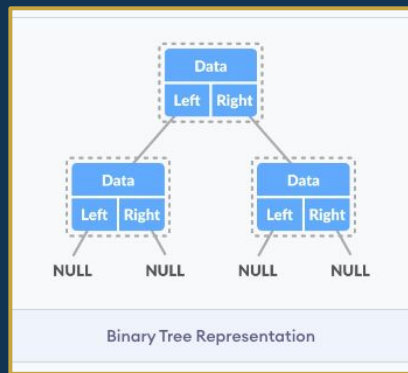 Data
Left Right
Data Data
Left Right Left Right
NULL NULL NULL NULL
Binary Tree Representation